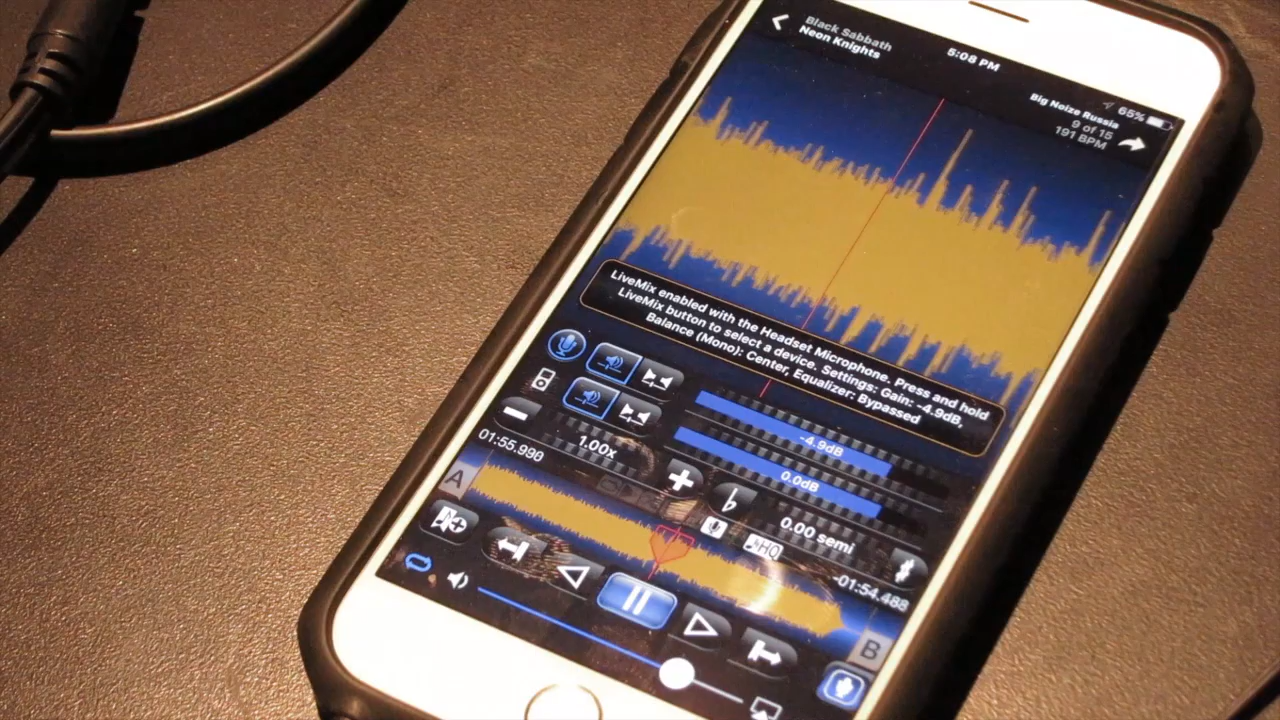 Black Sabbath
Neon Knights
5:08 PM
65%
Big Noize Russia
9 of 15
191 BPM
LiveMix enabled with the Headset Microphone. Press and hold
LiveMix button to select a device. Settings: Gain: -4.9dB,
Balance (Mono): Center, Equalizer: Bypassed
-4.9dB
0.0dB
1.00x
01:55.990
0.00 semi
HQ
-01:54.488
A
B